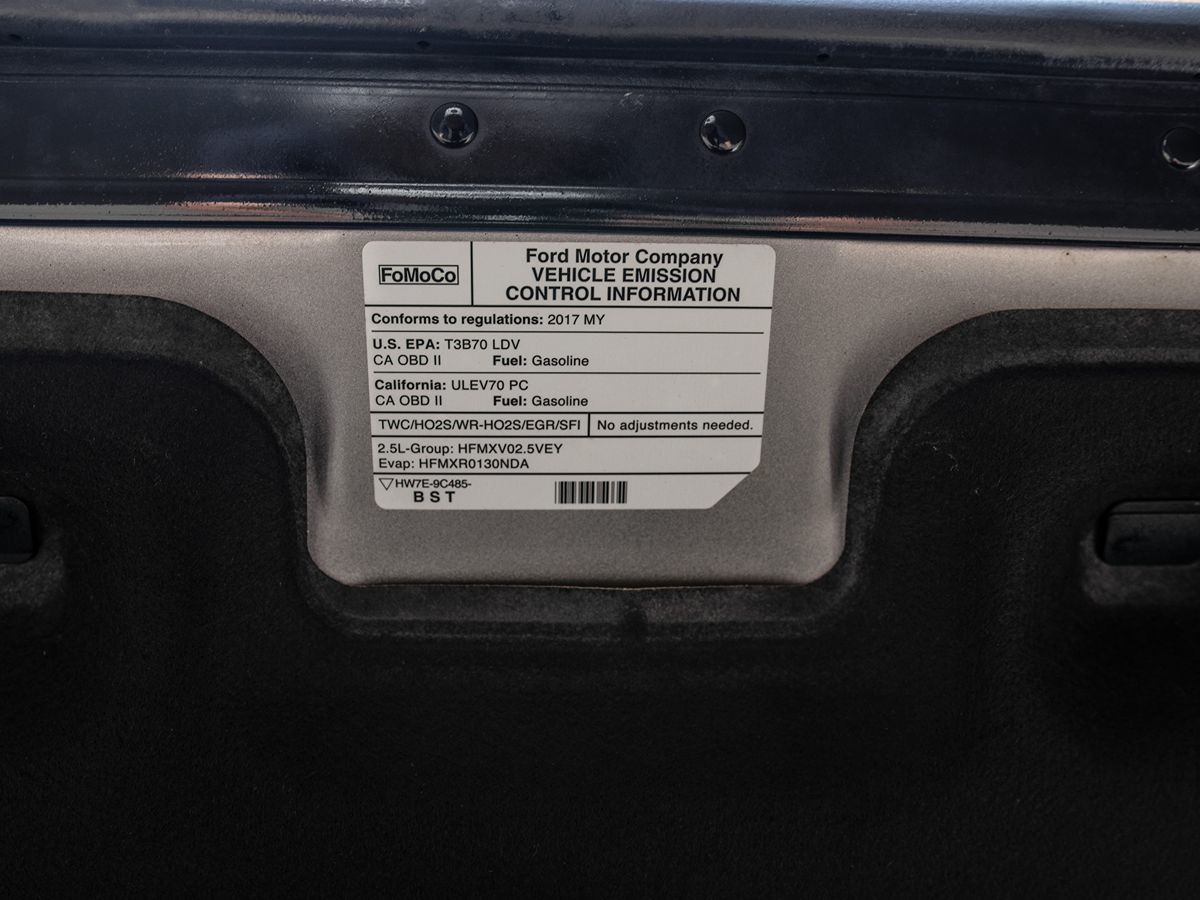 FoMoCo
Ford Motor Company
VEHICLE EMISSION
CONTROL INFORMATION
Conforms to regulations: 2017 MY
U.S. EPA: T3B70 LDV
CA OBD II Fuel: Gasoline
California: ULEV70 PC
CA OBD II Fuel: Gasoline
TWC/HO2S/WR-HO2S/EGR/SFI No adjustments needed.
2.5L-Group: HFMXV02.5VEY
Evap: HFMXR0130NDA
HW7E-9C485-
B S T